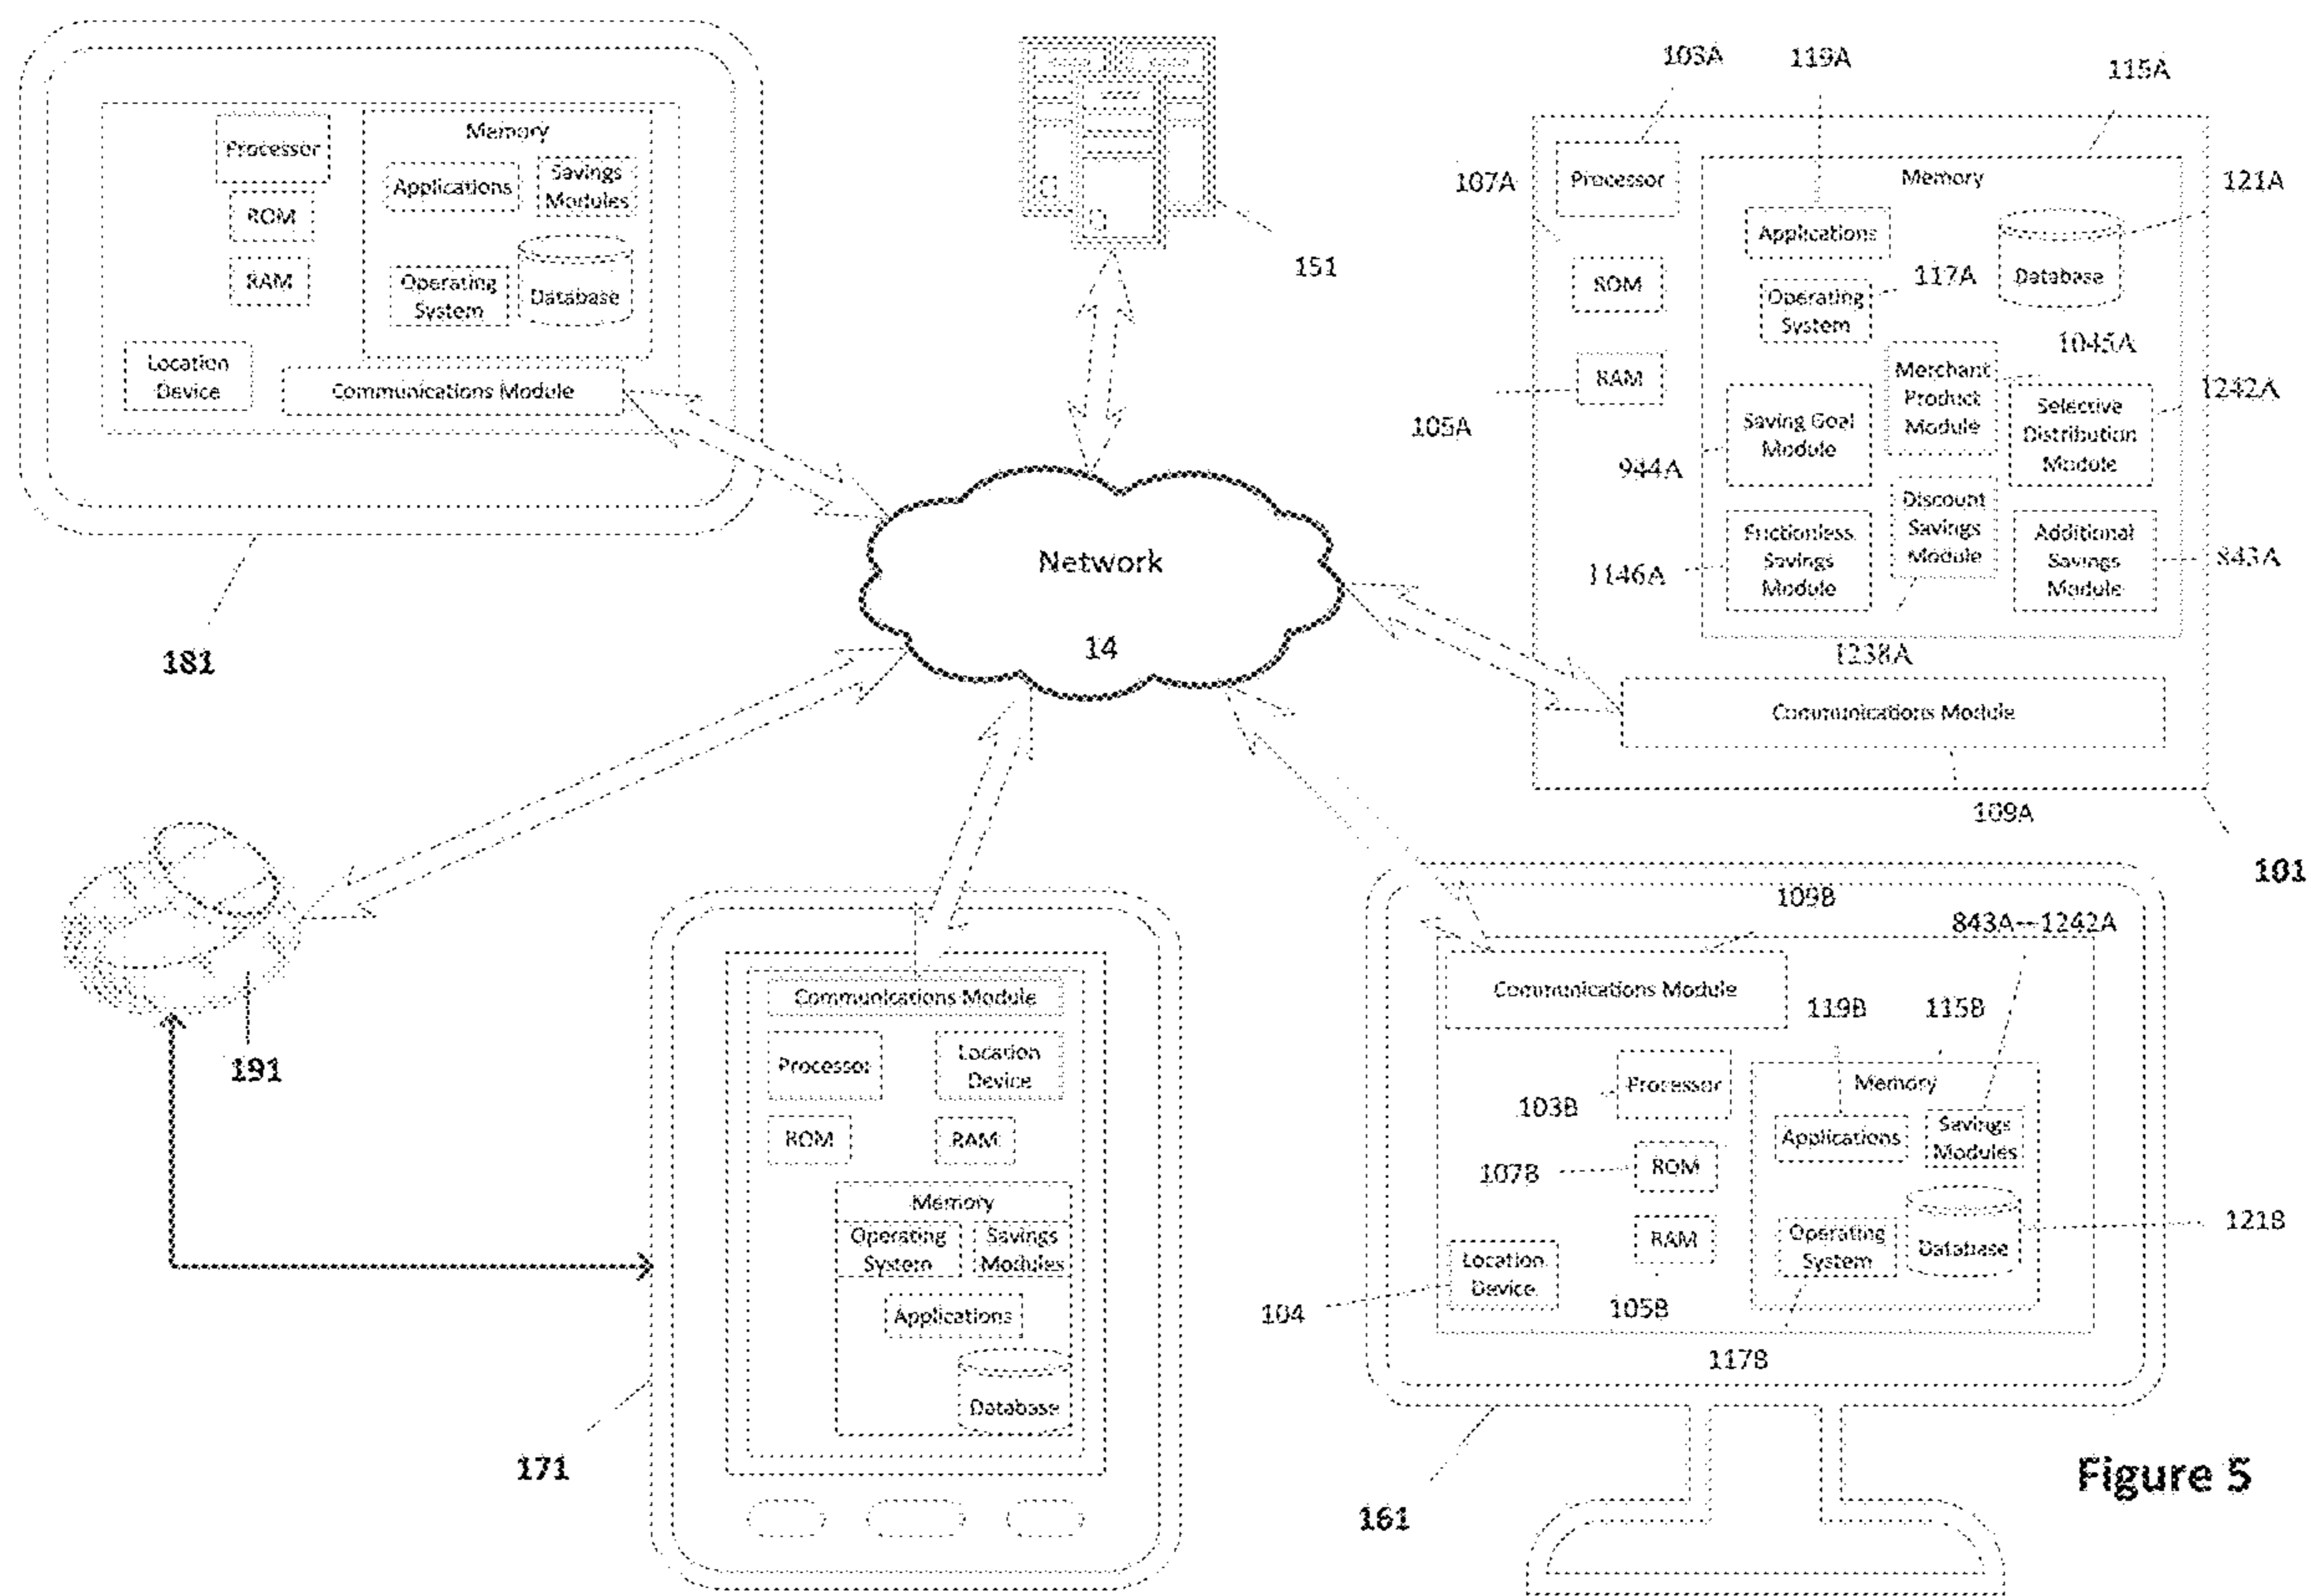 Processor
ROM
RAM
Location
Device
Memory
Applications
Savings
Modules
Operating
System
Database
Communications Module
181
151
103A
119A
115A
107A
121A
Processor
ROM
RAM
105A
Memory
Applications
117A
Operating
System
Database
1045A
Merchant
Product
Module
1242A
Selective
Distribution
Module
Saving Goal
Module
944A
Discount
Savings
Module
Frictionless
Savings
Module
1146A
Additional
Savings
Module
843A
1238A
Communications Module
109A
101
Network
14
191
Communications Module
Processor
Location
Device
ROM
RAM
Memory
Operating
System
Savings
Modules
Applications
Database
171
109B
843A--1242A
Communications Module
119B
115B
Processor
103B
Memory
Applications
Savings
Modules
107B
ROM
RAM
Operating
System
Database
121B
Location
Device
104
105B
117B
161
Figure 5